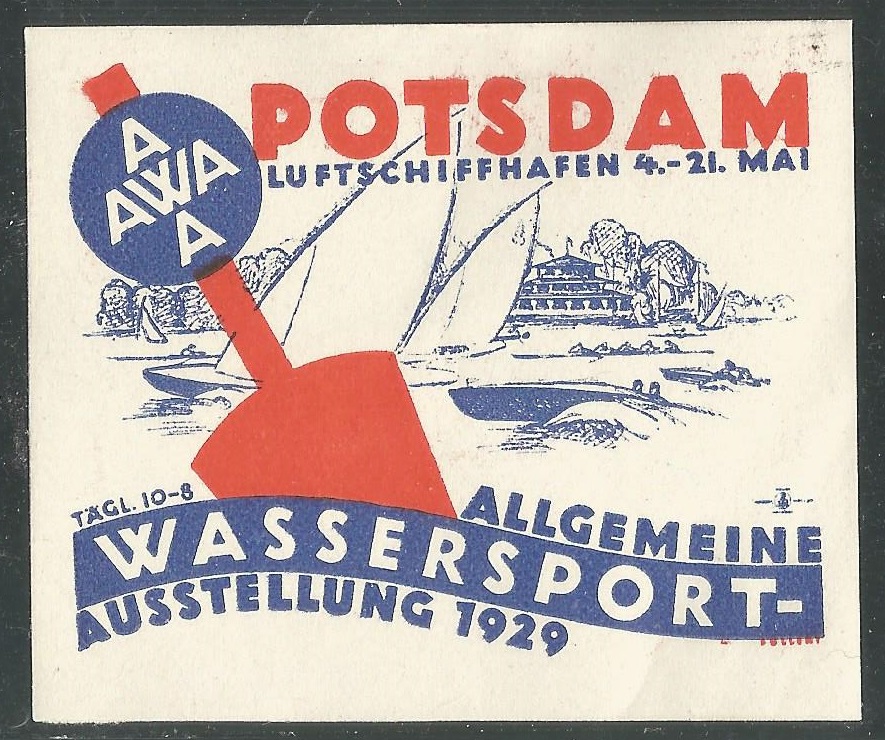 POTSDAM
LUFTSCHIFFHAFEN 4.-21. MAI
A
AWA
A
TÄGL. 10-8
ALLGEMEINE
WASSERSPORT-
AUSSTELLUNG 1929